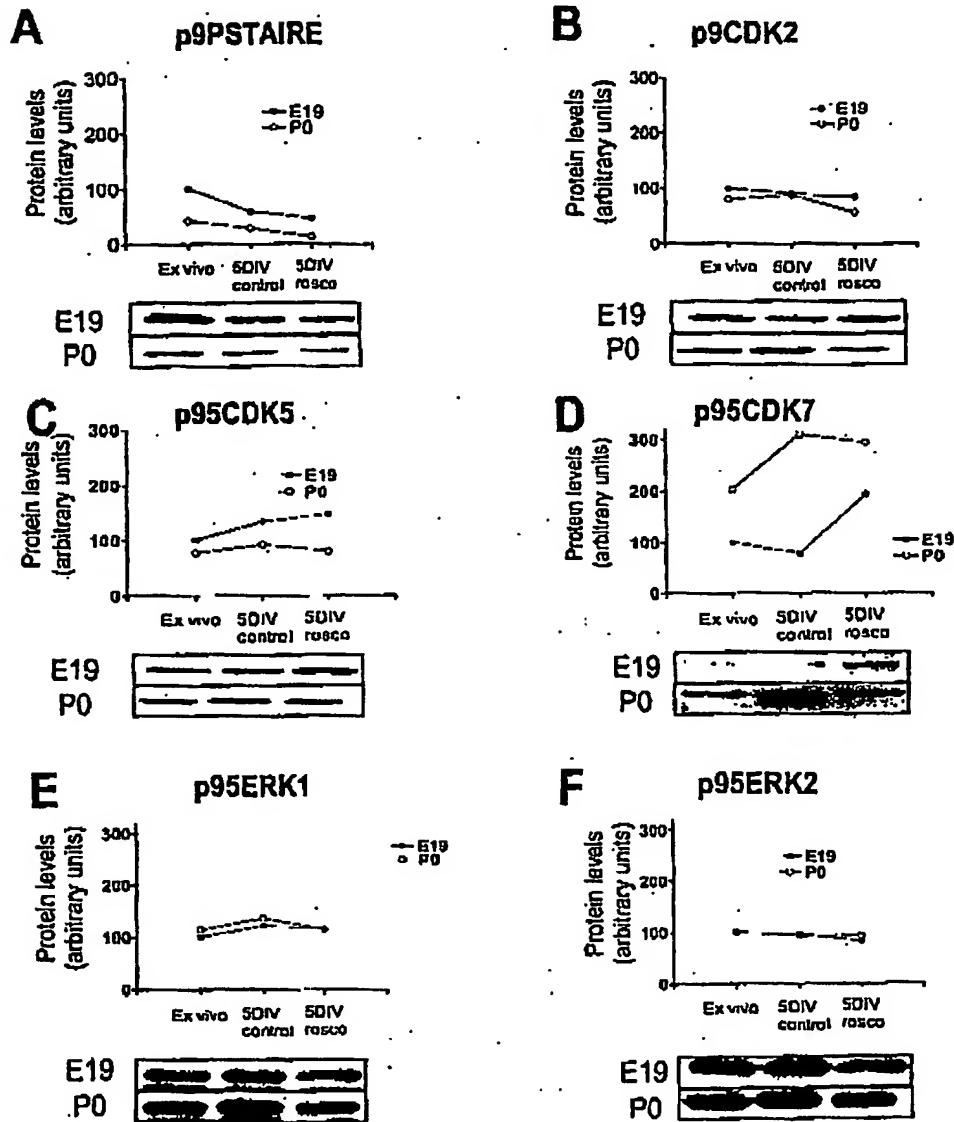 A
p9PSTAIRE
Protein levels
(arbitrary units)
300
200
100
0
E19
P0
Ex vivo
5DIV
control
5DIV
rosco
E19
P0
B
p9CDK2
Protein levels
(arbitrary units)
300
200
100
0
E19
P0
Ex vivo
5DIV
control
5DIV
rosco
E19
P0
C
p95CDK5
Protein levels
(arbitrary units)
300
200
100
0
E19
P0
Ex vivo
5DIV
control
5DIV
rosco
E19
P0
D
p95CDK7
Protein levels
(arbitrary units)
300
200
100
0
E19
P0
Ex vivo
5DIV
control
5DIV
rosco
E19
P0
E
p95ERK1
Protein levels
(arbitrary units)
300
200
100
0
E19
P0
Ex vivo
5DIV
control
5DIV
rosco
E19
P0
F
p95ERK2
Protein levels
(arbitrary units)
300
200
100
0
E19
P0
Ex vivo
5DIV
control
5DIV
rosco
E19
P0